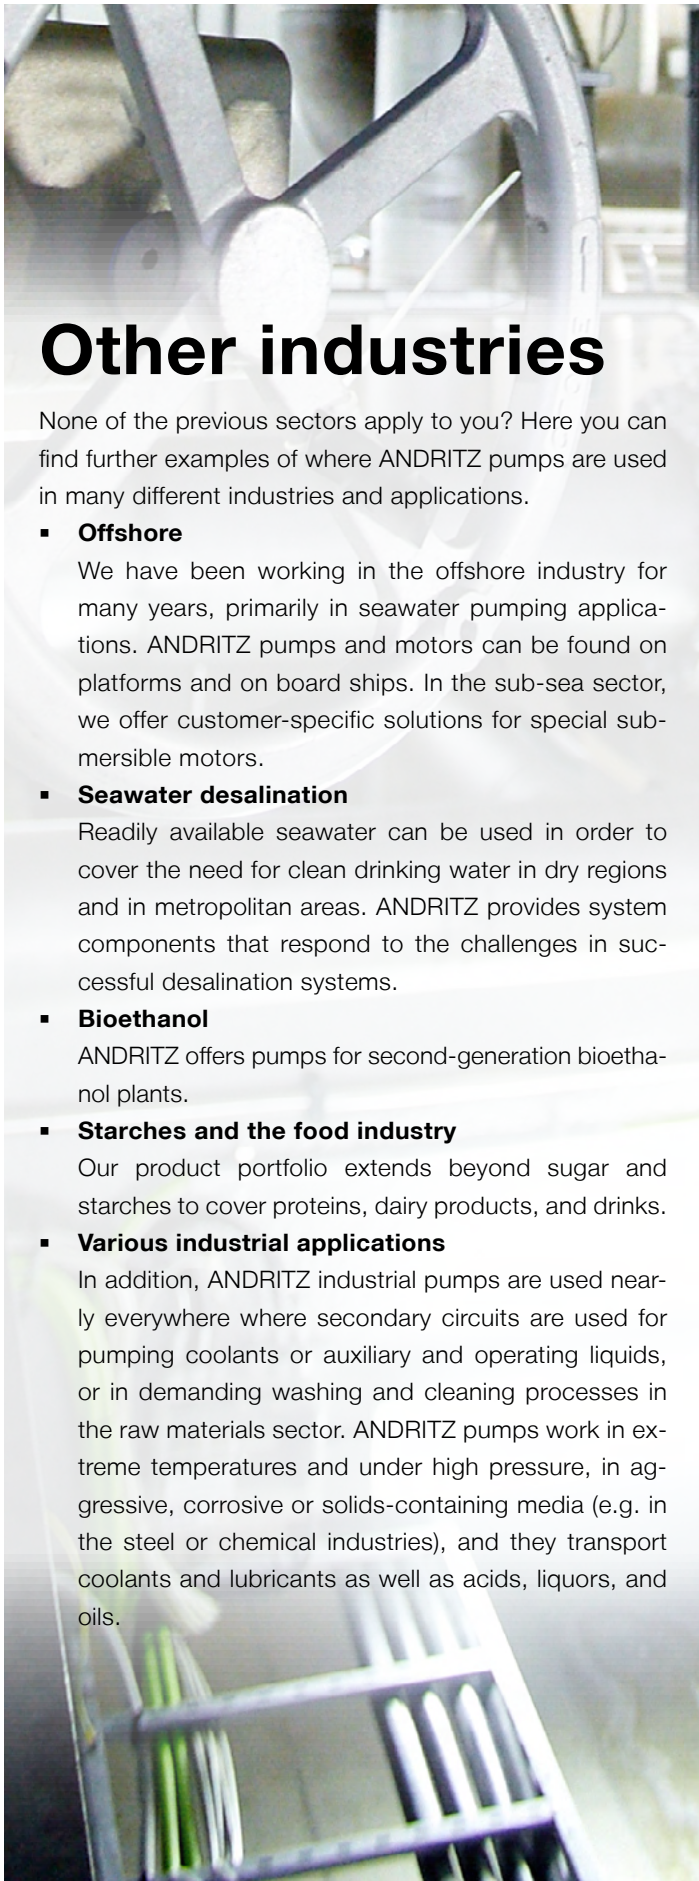 Other industries
None of the previous sectors apply to you? Here you can
find further examples of where ANDRITZ pumps are used
in many different industries and applications.
▪ Offshore
We have been working in the offshore industry for
many years, primarily in seawater pumping applica-
tions. ANDRITZ pumps and motors can be found on
platforms and on board ships. In the sub-sea sector,
we offer customer-specific solutions for special sub-
mersible motors.
▪ Seawater desalination
Readily available seawater can be used in order to
cover the need for clean drinking water in dry regions
and in metropolitan areas. ANDRITZ provides system
components that respond to the challenges in suc-
cessful desalination systems.
▪ Bioethanol
ANDRITZ offers pumps for second-generation bioetha-
nol plants.
▪ Starches and the food industry
Our product portfolio extends beyond sugar and
starches to cover proteins, dairy products, and drinks.
▪ Various industrial applications
In addition, ANDRITZ industrial pumps are used near-
ly everywhere where secondary circuits are used for
pumping coolants or auxiliary and operating liquids,
or in demanding washing and cleaning processes in
the raw materials sector. ANDRITZ pumps work in ex-
treme temperatures and under high pressure, in ag-
gressive, corrosive or solids-containing media (e.g. in
the steel or chemical industries), and they transport
coolants and lubricants as well as acids, liquors, and
oils.